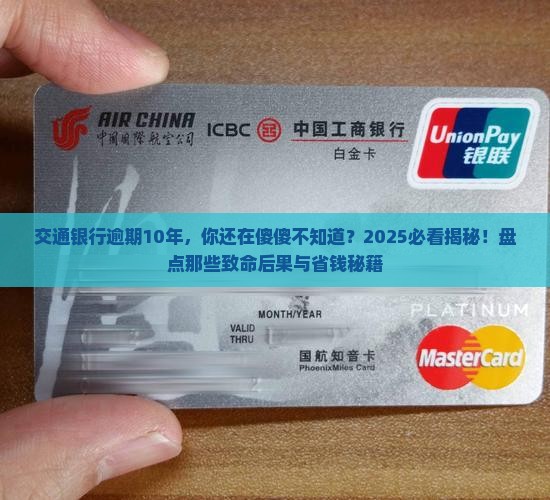 AIR CHINA
中国国际航空公司
ICBC 中国工商银行
白金卡
UnionPay
银联
交通银行逾期10年，你还在傻傻不知道？2025必看揭秘！盘
点那些致命后果与省钱秘籍
PLATINUM
MONTH/YEAR
VALID
THRU
国航知音卡
PhoenixMiles Card
MasterCard